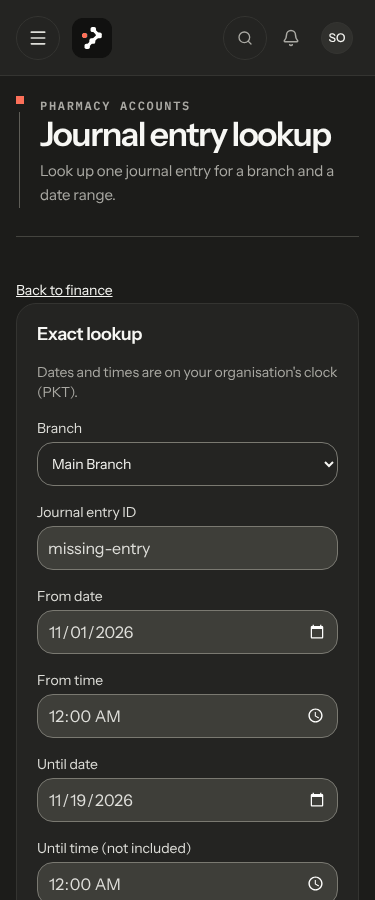 SO
PHARMACY ACCOUNTS
Journal entry lookup
Look up one journal entry for a branch and a
date range.
Back to finance
Exact lookup
Dates and times are on your organisation's clock
(PKT).
Branch
Main Branch
Journal entry ID
missing-entry
From date
11/01/2026
From time
12:00 AM
Until date
11/19/2026
Until time (not included)
12:00 AM